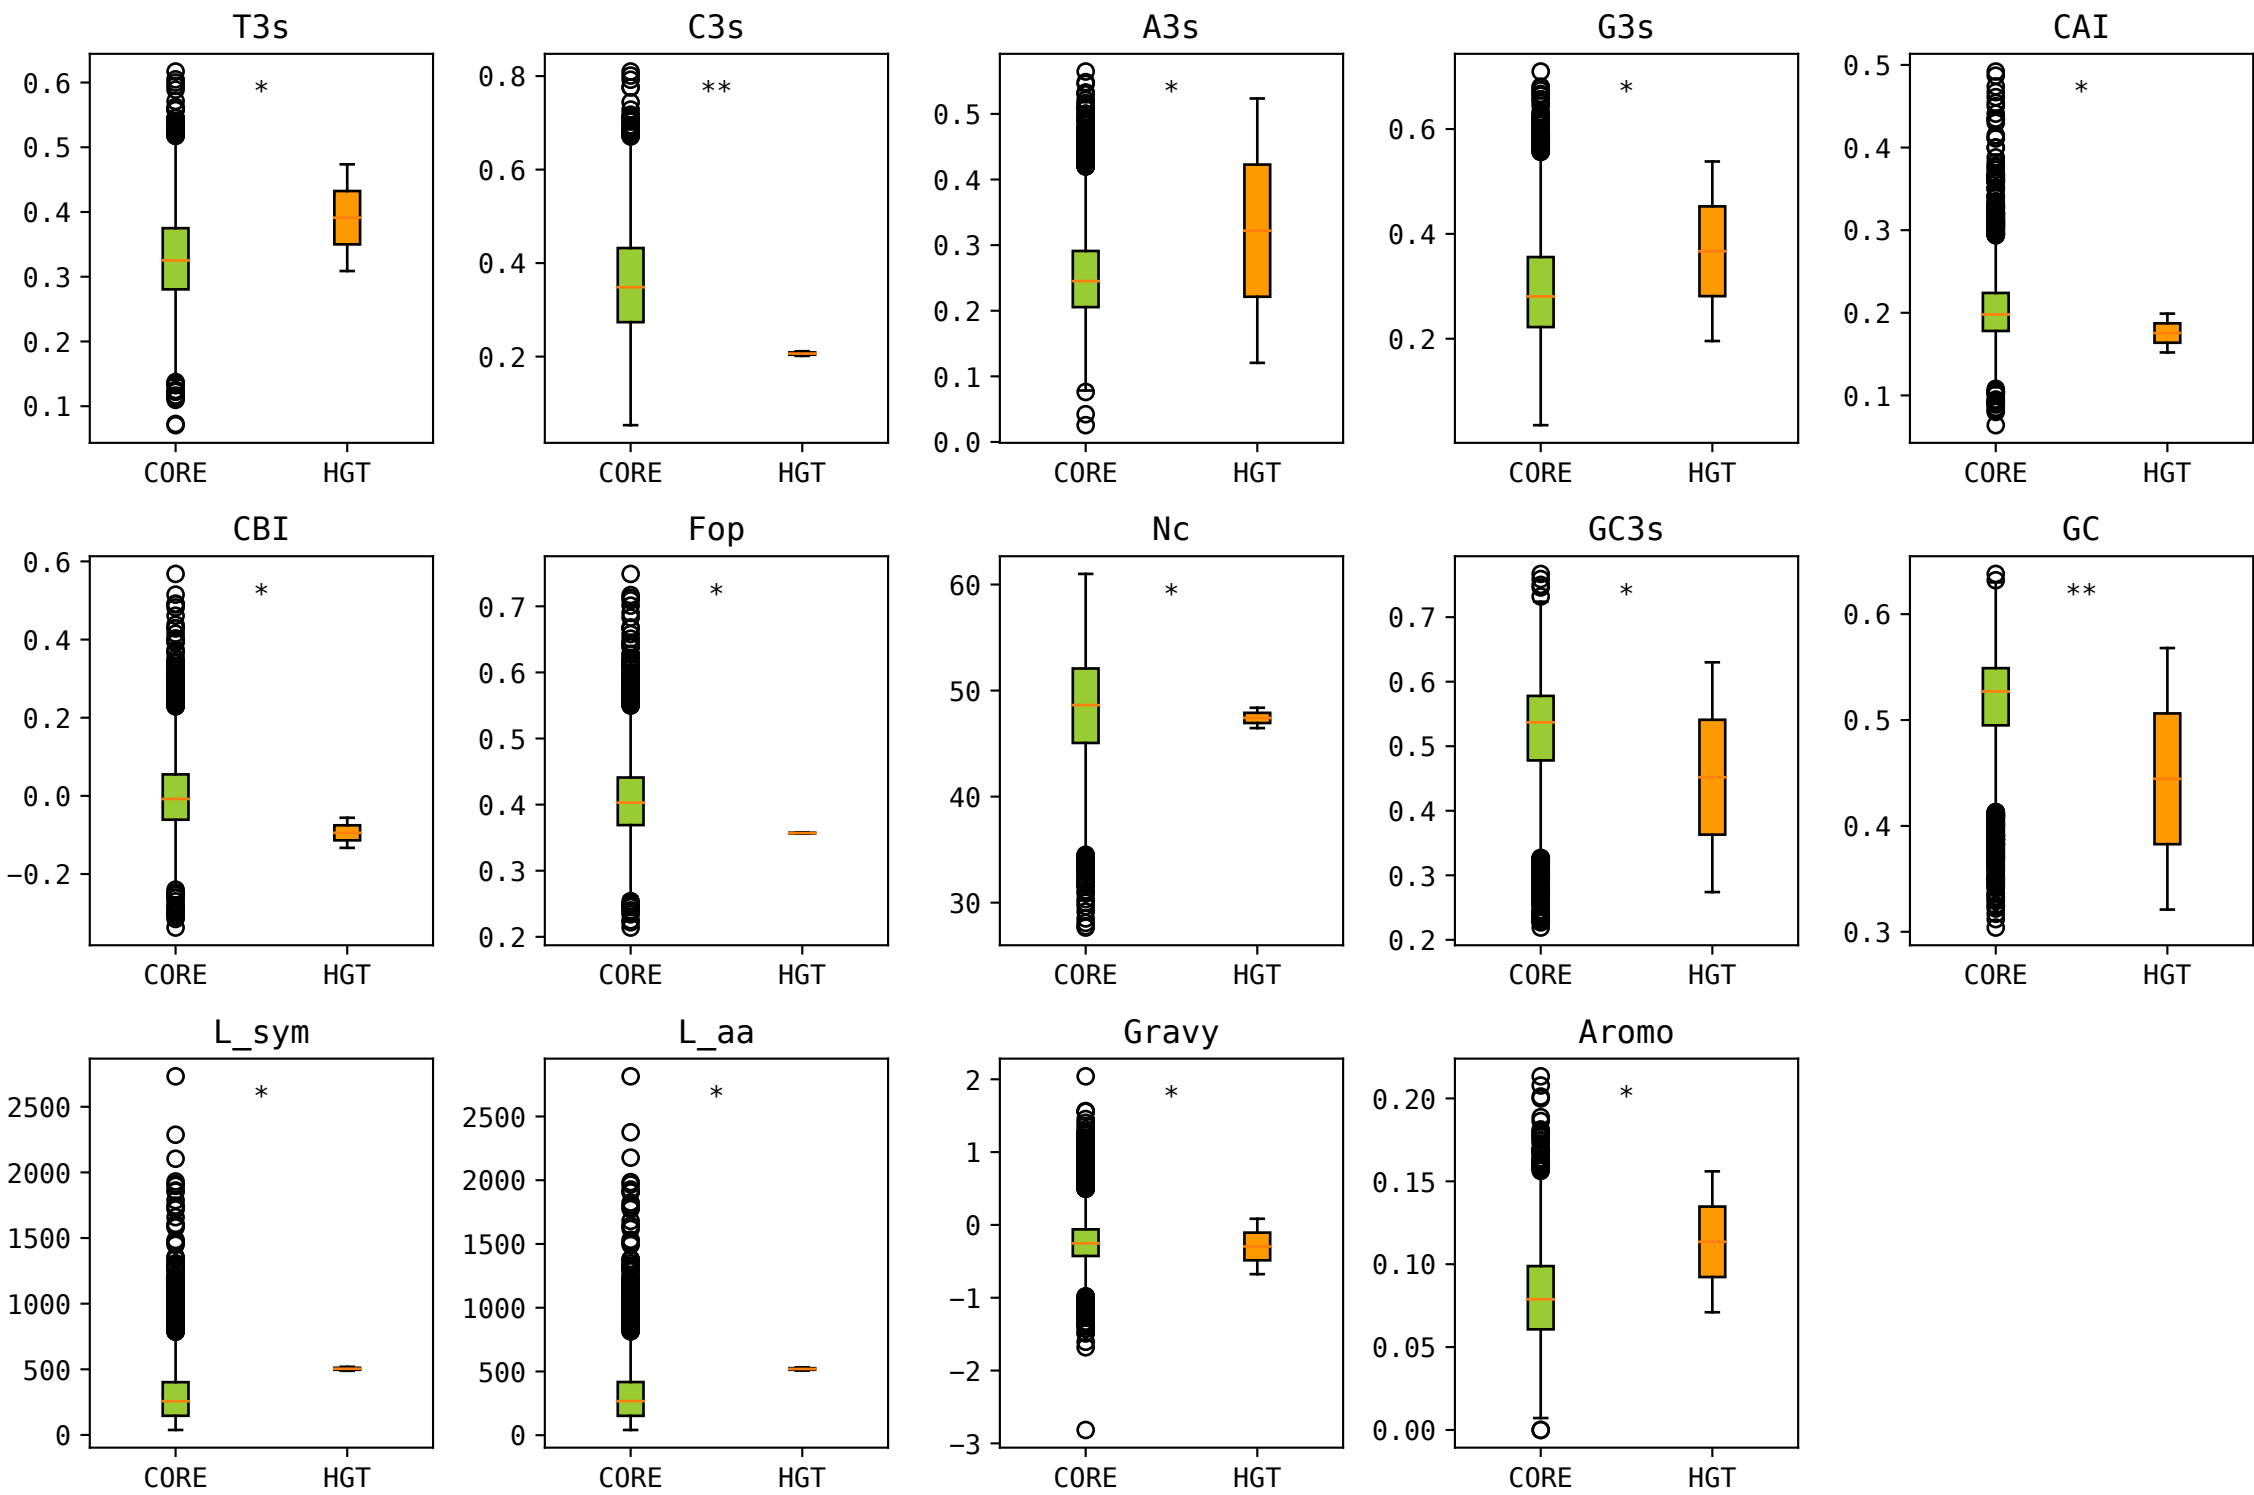 T3s
C3s
A3s
G3s
CAI
0.6
0.5
0.4
0.3
0.2
0.1
*
CORE
HGT
0.8
0.6
0.4
0.2
**
CORE
HGT
0.5
0.4
0.3
0.2
0.1
0.0
*
CORE
HGT
0.6
0.4
0.2
*
CORE
HGT
0.5
0.4
0.3
0.2
0.1
*
CORE
HGT
CBI
Fop
Nc
GC3s
GC
0.6
0.4
0.2
0.0
−0.2
*
CORE
HGT
0.7
0.6
0.5
0.4
0.3
0.2
*
CORE
HGT
60
50
40
30
*
CORE
HGT
0.7
0.6
0.5
0.4
0.3
0.2
*
CORE
HGT
0.6
0.5
0.4
0.3
**
CORE
HGT
L_sym
L_aa
Gravy
Aromo
2500
2000
1500
1000
500
0
*
CORE
HGT
2500
2000
1500
1000
500
0
*
CORE
HGT
2
1
0
−1
−2
−3
*
CORE
HGT
0.20
0.15
0.10
0.05
0.00
*
CORE
HGT